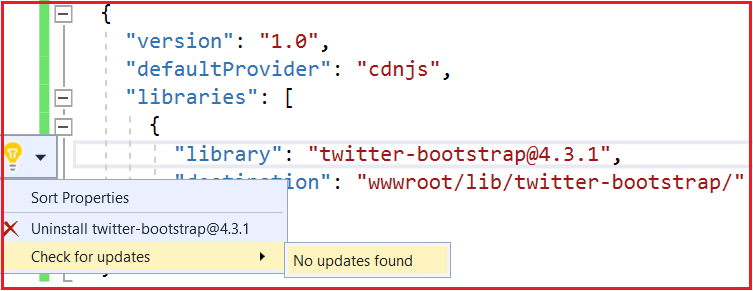 {
"version": "1.0",
"defaultProvider": "cdnjs",
"libraries": [
{
"library": "twitter-bootstrap@4.3.1",
"destination": "wwwroot/lib/twitter-bootstrap/"
Sort Properties
Uninstall twitter-bootstrap@4.3.1
Check for updates
No updates found